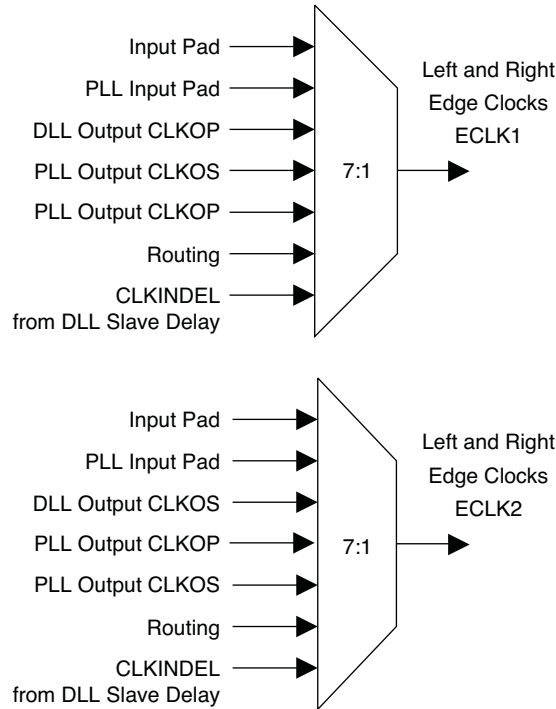 Input Pad
PLL Input Pad
DLL Output CLKOP
PLL Output CLKOS
PLL Output CLKOP
Routing
CLKINDEL
from DLL Slave Delay
7:1
Left and Right
Edge Clocks
ECLK1
Input Pad
PLL Input Pad
DLL Output CLKOS
PLL Output CLKOP
PLL Output CLKOS
Routing
CLKINDEL
from DLL Slave Delay
7:1
Left and Right
Edge Clocks
ECLK2